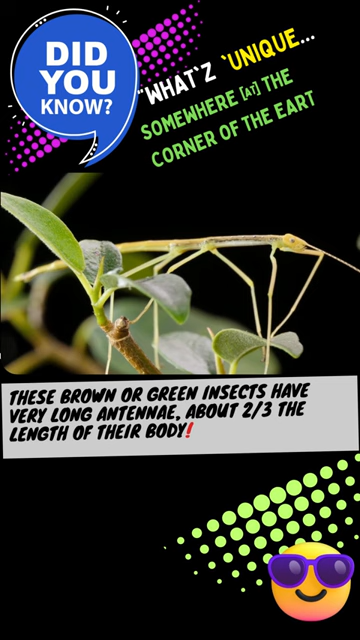 DID
YOU
KNOW?
"WHAT'Z 'UNIQUE...
SOMEWHERE [AT] THE
CORNER OF THE EART
THESE BROWN OR GREEN INSECTS HAVE
VERY LONG ANTENNAE, ABOUT 2/3 THE
LENGTH OF THEIR BODY!